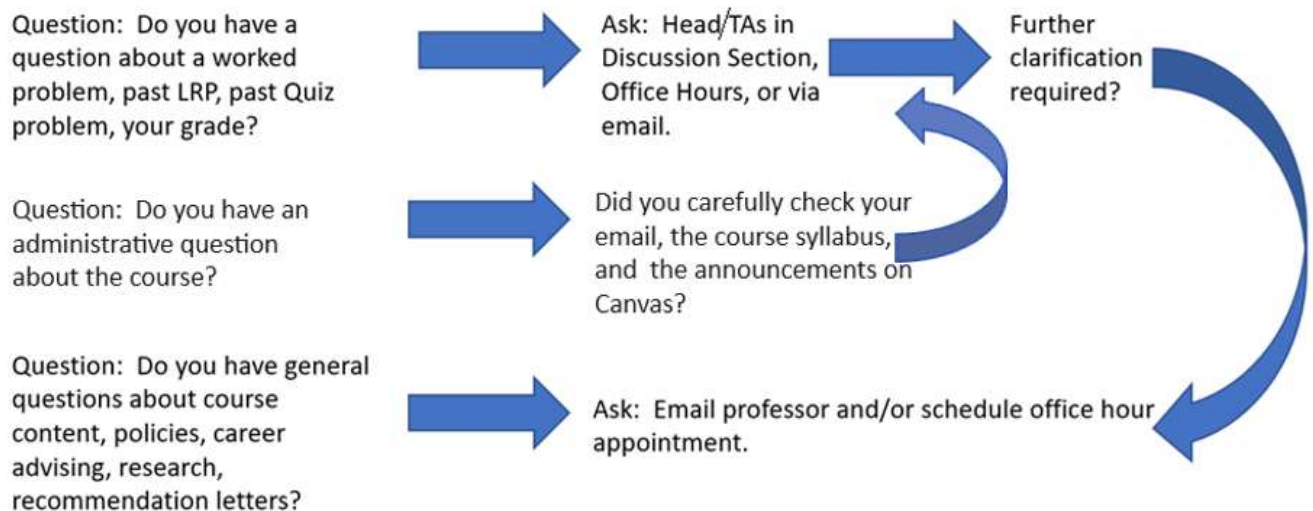 Question: Do you have a
question about a worked
problem, past LRP, past Quiz
problem, your grade?
Ask: Head/TAs in
Discussion Section,
Office Hours, or via
email.
Further
clarification
required?
Question: Do you have an
administrative question
about the course?
Did you carefully check your
email, the course syllabus,
and the announcements on
Canvas?
Question: Do you have general
questions about course
content, policies, career
advising, research,
recommendation letters?
Ask: Email professor and/or schedule office hour
appointment.